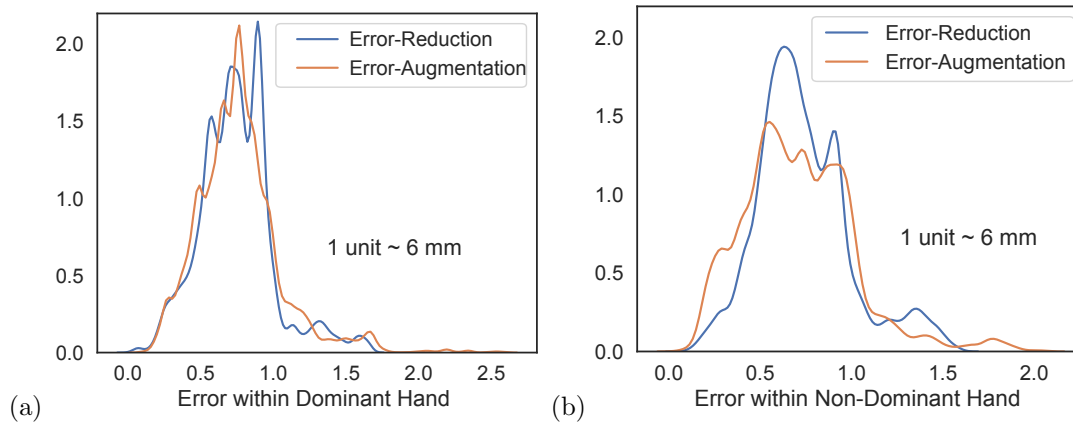 2.0
1.5
1.0
0.5
0.0
Error-Reduction
Error-Augmentation
1 unit ~ 6 mm
0.0 0.5 1.0 1.5 2.0 2.5
Error within Dominant Hand
(a)
2.0
1.5
1.0
0.5
0.0
Error-Reduction
Error-Augmentation
1 unit ~ 6 mm
0.0 0.5 1.0 1.5 2.0
Error within Non-Dominant Hand
(b)